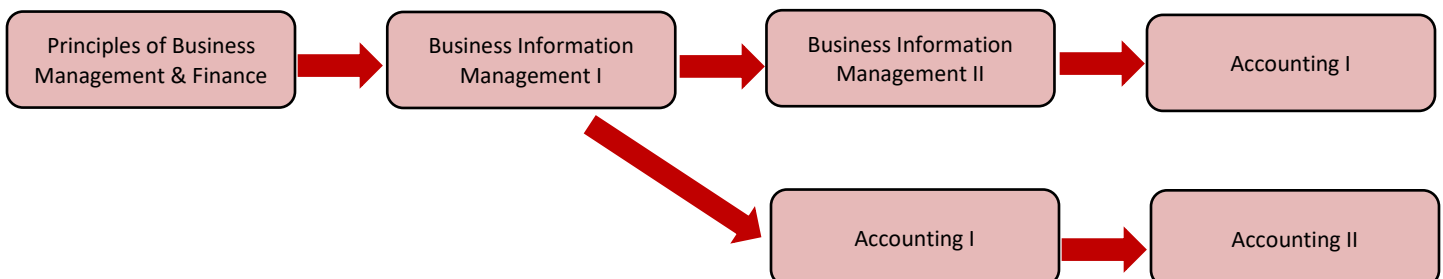 Principles of Business
Management & Finance
Business Information
Management I
Business Information
Management II
Accounting I
Accounting I
Accounting II